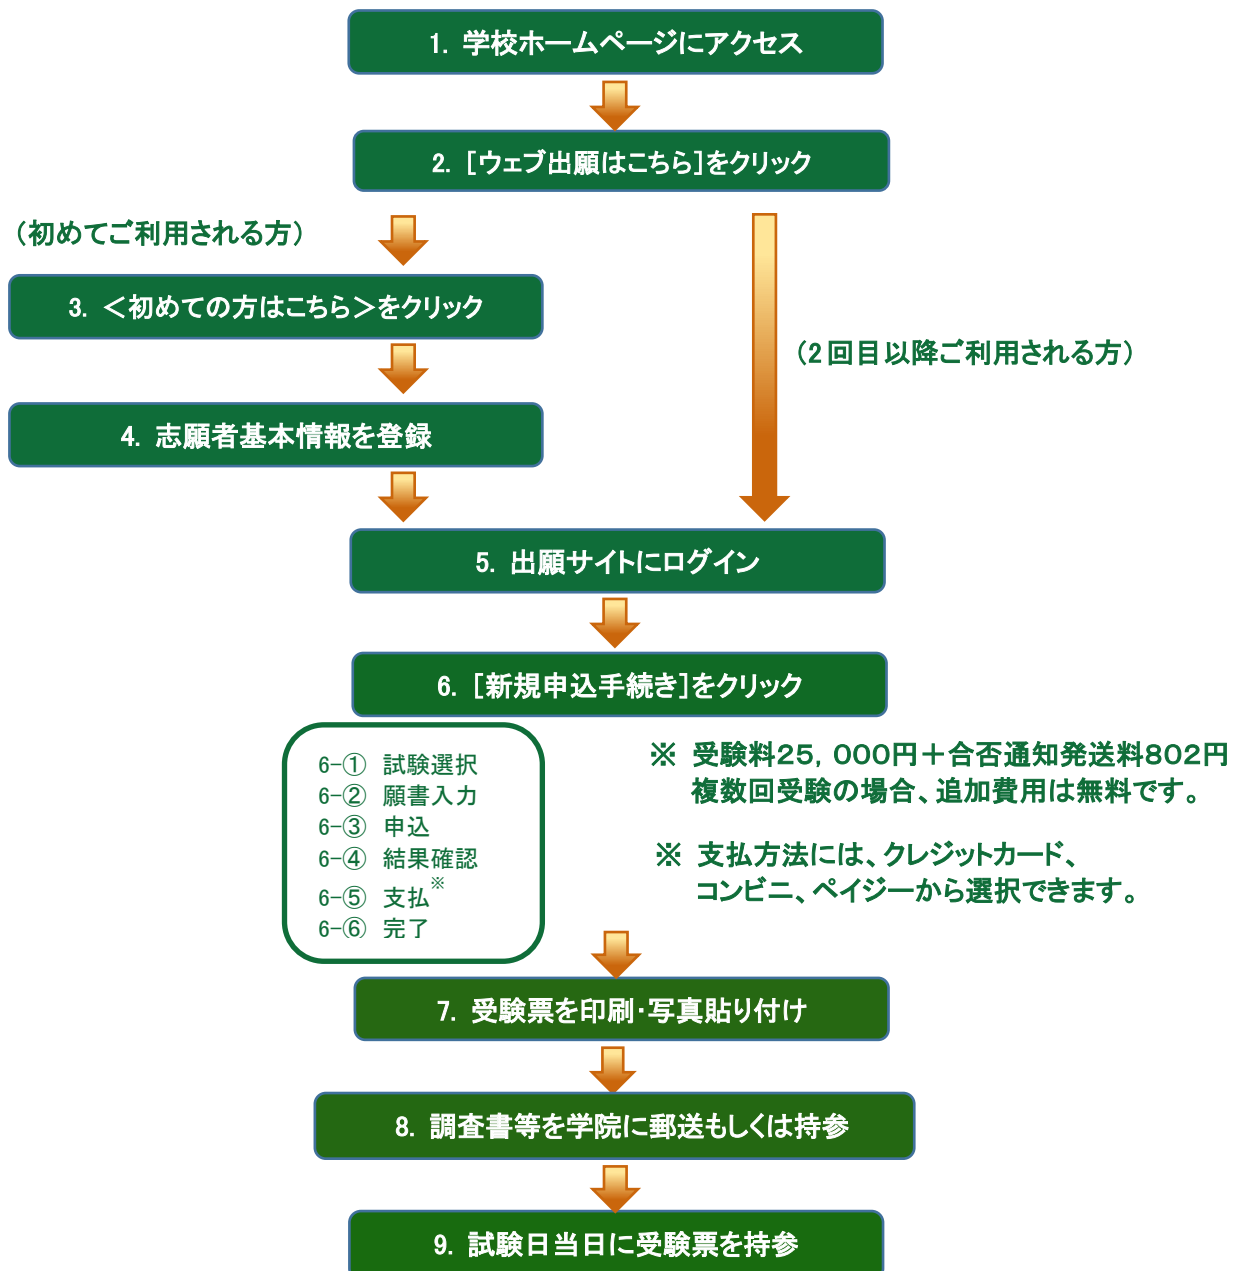 1. 学校ホームページにアクセス
2. [ウェブ出願はこちら]をクリック
（初めてご利用される方）
3. ＜初めての方はこちら＞をクリック
（2回目以降ご利用される方）
4. 志願者基本情報を登録
5. 出願サイトにログイン
6. [新規申込手続き]をクリック
6-① 試験選択
6-② 願書入力
6-③ 申込
6-④ 結果確認
6-⑤ 支払※
6-⑥ 完了
※ 受験料25，000円＋合否通知発送料802円
複数回受験の場合、追加費用は無料です。
※ 支払方法には、クレジットカード、
コンビニ、ペイジーから選択できます。
7. 受験票を印刷・写真貼り付け
8. 調査書等を学院に郵送もしくは持参
9. 試験日当日に受験票を持参